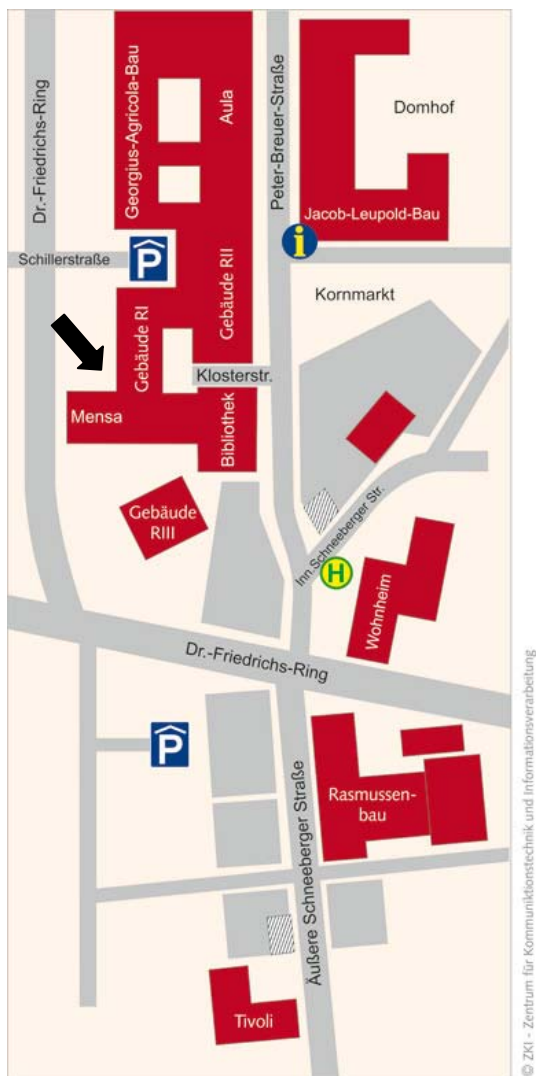 Dr.-Friedrichs-Ring
Georgius-Agricola-Bau
Aula
Peter-Breuer-Straße
Domhof
Jacob-Leupold-Bau
Schillerstraße
P
i
Kornmarkt
Gebäude RI
Gebäude RII
Klosterstr.
Mensa
Bibliothek
Gebäude
RIII
Inn.Schneeberger Str.
H
Wohnheim
Dr.-Friedrichs-Ring
P
Rasmussen-
bau
Äußere Schneeberger Straße
Tivoli
© ZKI - Zentrum für Kommuniktionstechnik und Informationsverarbeitung